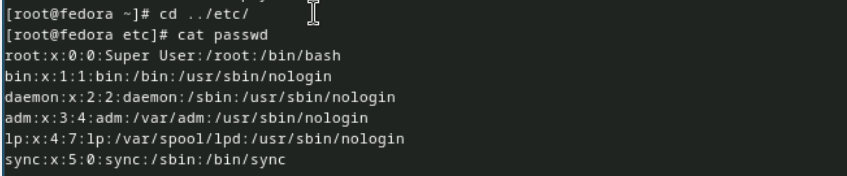 [root@fedora ~]# cd ../etc/
[root@fedora etc]# cat passwd
root:x:0:0:Super User:/root:/bin/bash
bin:x:1:1:bin:/bin:/usr/sbin/nologin
daemon:x:2:2:daemon:/sbin:/usr/sbin/nologin
adm:x:3:4:adm:/var/adm:/usr/sbin/nologin
lp:x:4:7:lp:/var/spool/lpd:/usr/sbin/nologin
sync:x:5:0:sync:/sbin:/bin/sync